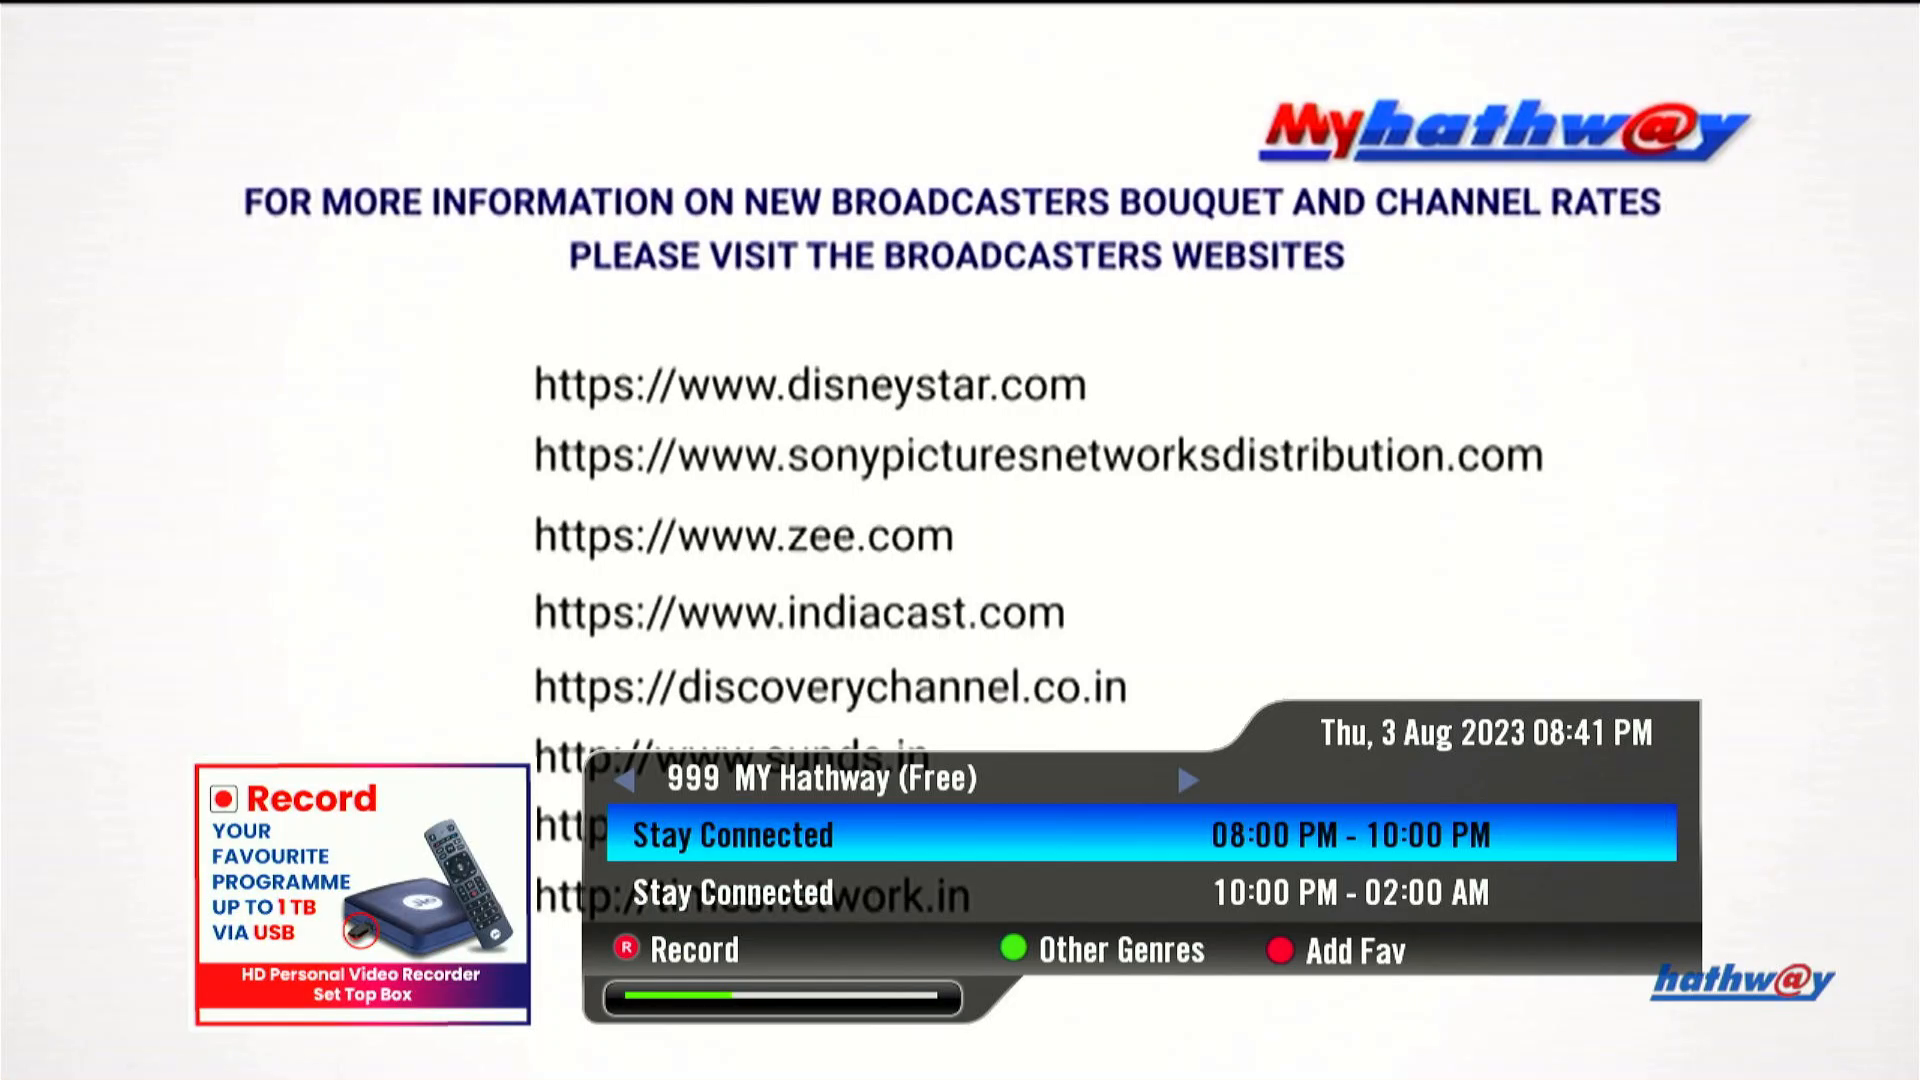 Myhathw@y
FOR MORE INFORMATION ON NEW BROADCASTERS BOUQUET AND CHANNEL RATES
PLEASE VISIT THE BROADCASTERS WEBSITES
https://www.disneystar.com
https://www.sonypicturesnetworksdistribution.com
https://www.zee.com
https://www.indiacast.com
https://discoverychannel.co.in
http://www.sunds.in
http://timesnetwork.in
Thu, 3 Aug 2023 08:41 PM
999 MY Hathway (Free)
Stay Connected 08:00 PM - 10:00 PM
Stay Connected 10:00 PM - 02:00 AM
R Record Other Genres Add Fav
Record
YOUR
FAVOURITE
PROGRAMME
UP TO 1 TB
VIA USB
Jio
HD Personal Video Recorder
Set Top Box
hathw@y